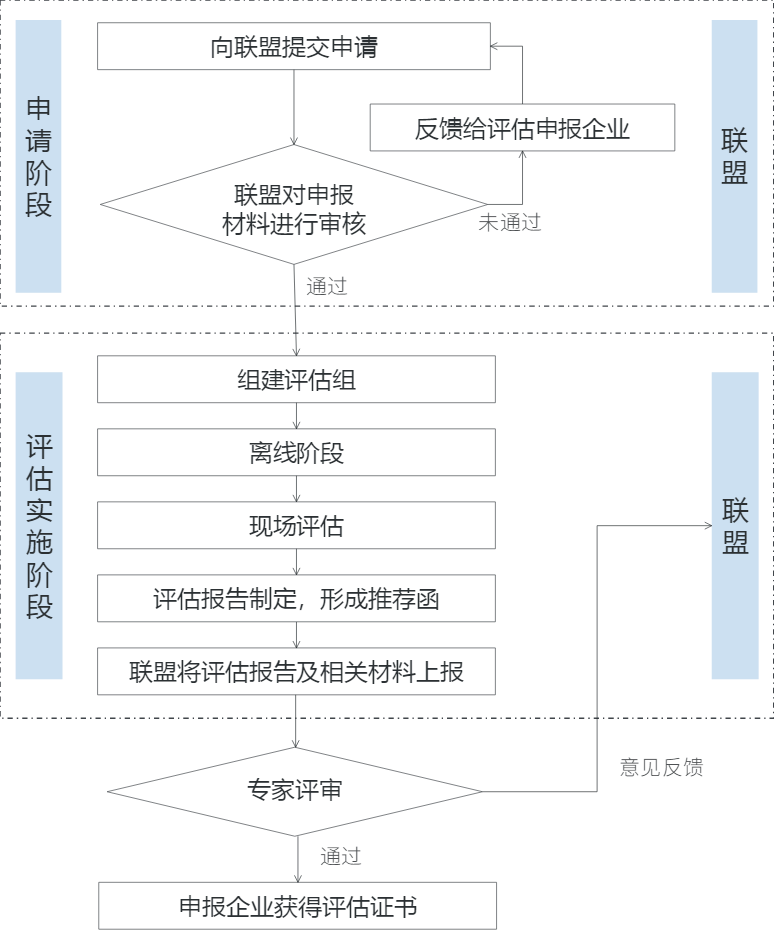 申请阶段
向联盟提交申请
反馈给评估申报企业
联盟
联盟对申报
材料进行审核
未通过
通过
评估实施阶段
组建评估组
离线阶段
现场评估
评估报告制定，形成推荐函
联盟将评估报告及相关材料上报
联盟
专家评审
意见反馈
通过
申报企业获得评估证书